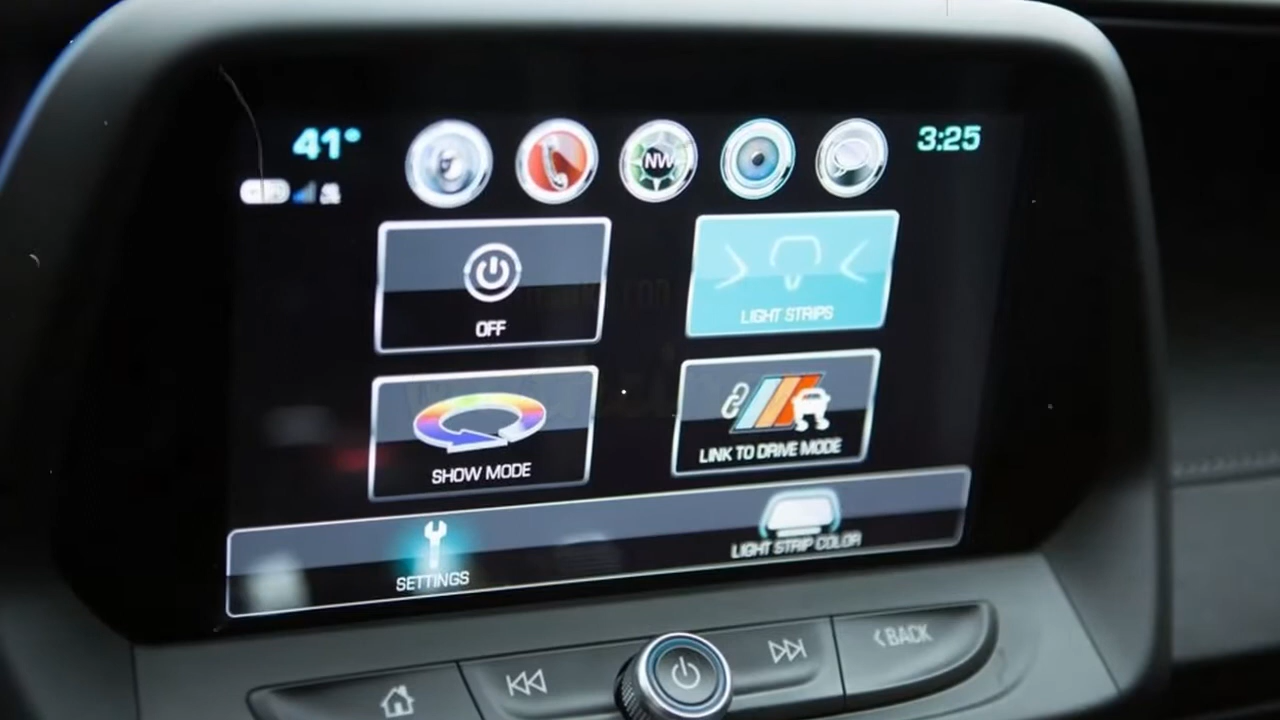 41°
NW
3:25
OFF
LIGHT STRIPS
SHOW MODE
LINK TO DRIVE MODE
SETTINGS
LIGHT STRIP COLOR
BACK